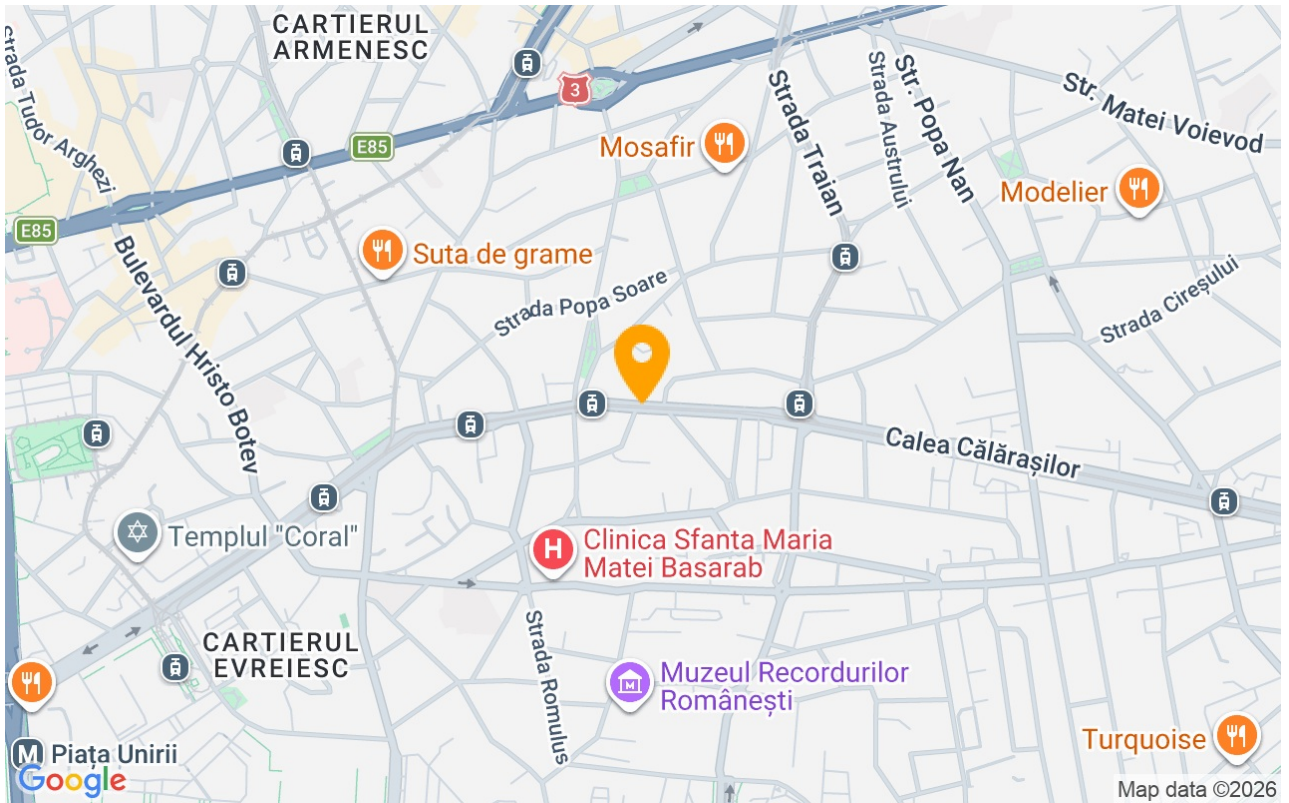 CARTIERUL
ARMENESC
Strada Tudor Arghezi
3
E85
E85
Mosafir
Strada Traian
Strada Austrului
Str. Popa Nan
Str. Matei Voievod
Modelier
Suta de grame
Bulevardul Hristo Botev
Strada Popa Soare
Strada Cireșului
Calea Călărașilor
Templul "Coral"
H
Clinica Sfanta Maria
Matei Basarab
CARTIERUL
EVREIESC
Strada Romulus
M
Muzeul Recordurilor
Românești
Turquoise
M Piața Unirii
Google
Map data ©2026